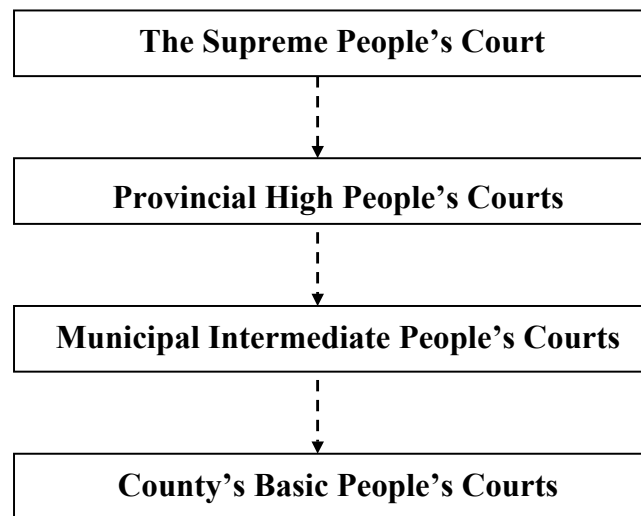 The Supreme People’s Court
Provincial High People’s Courts
Municipal Intermediate People’s Courts
County’s Basic People’s Courts